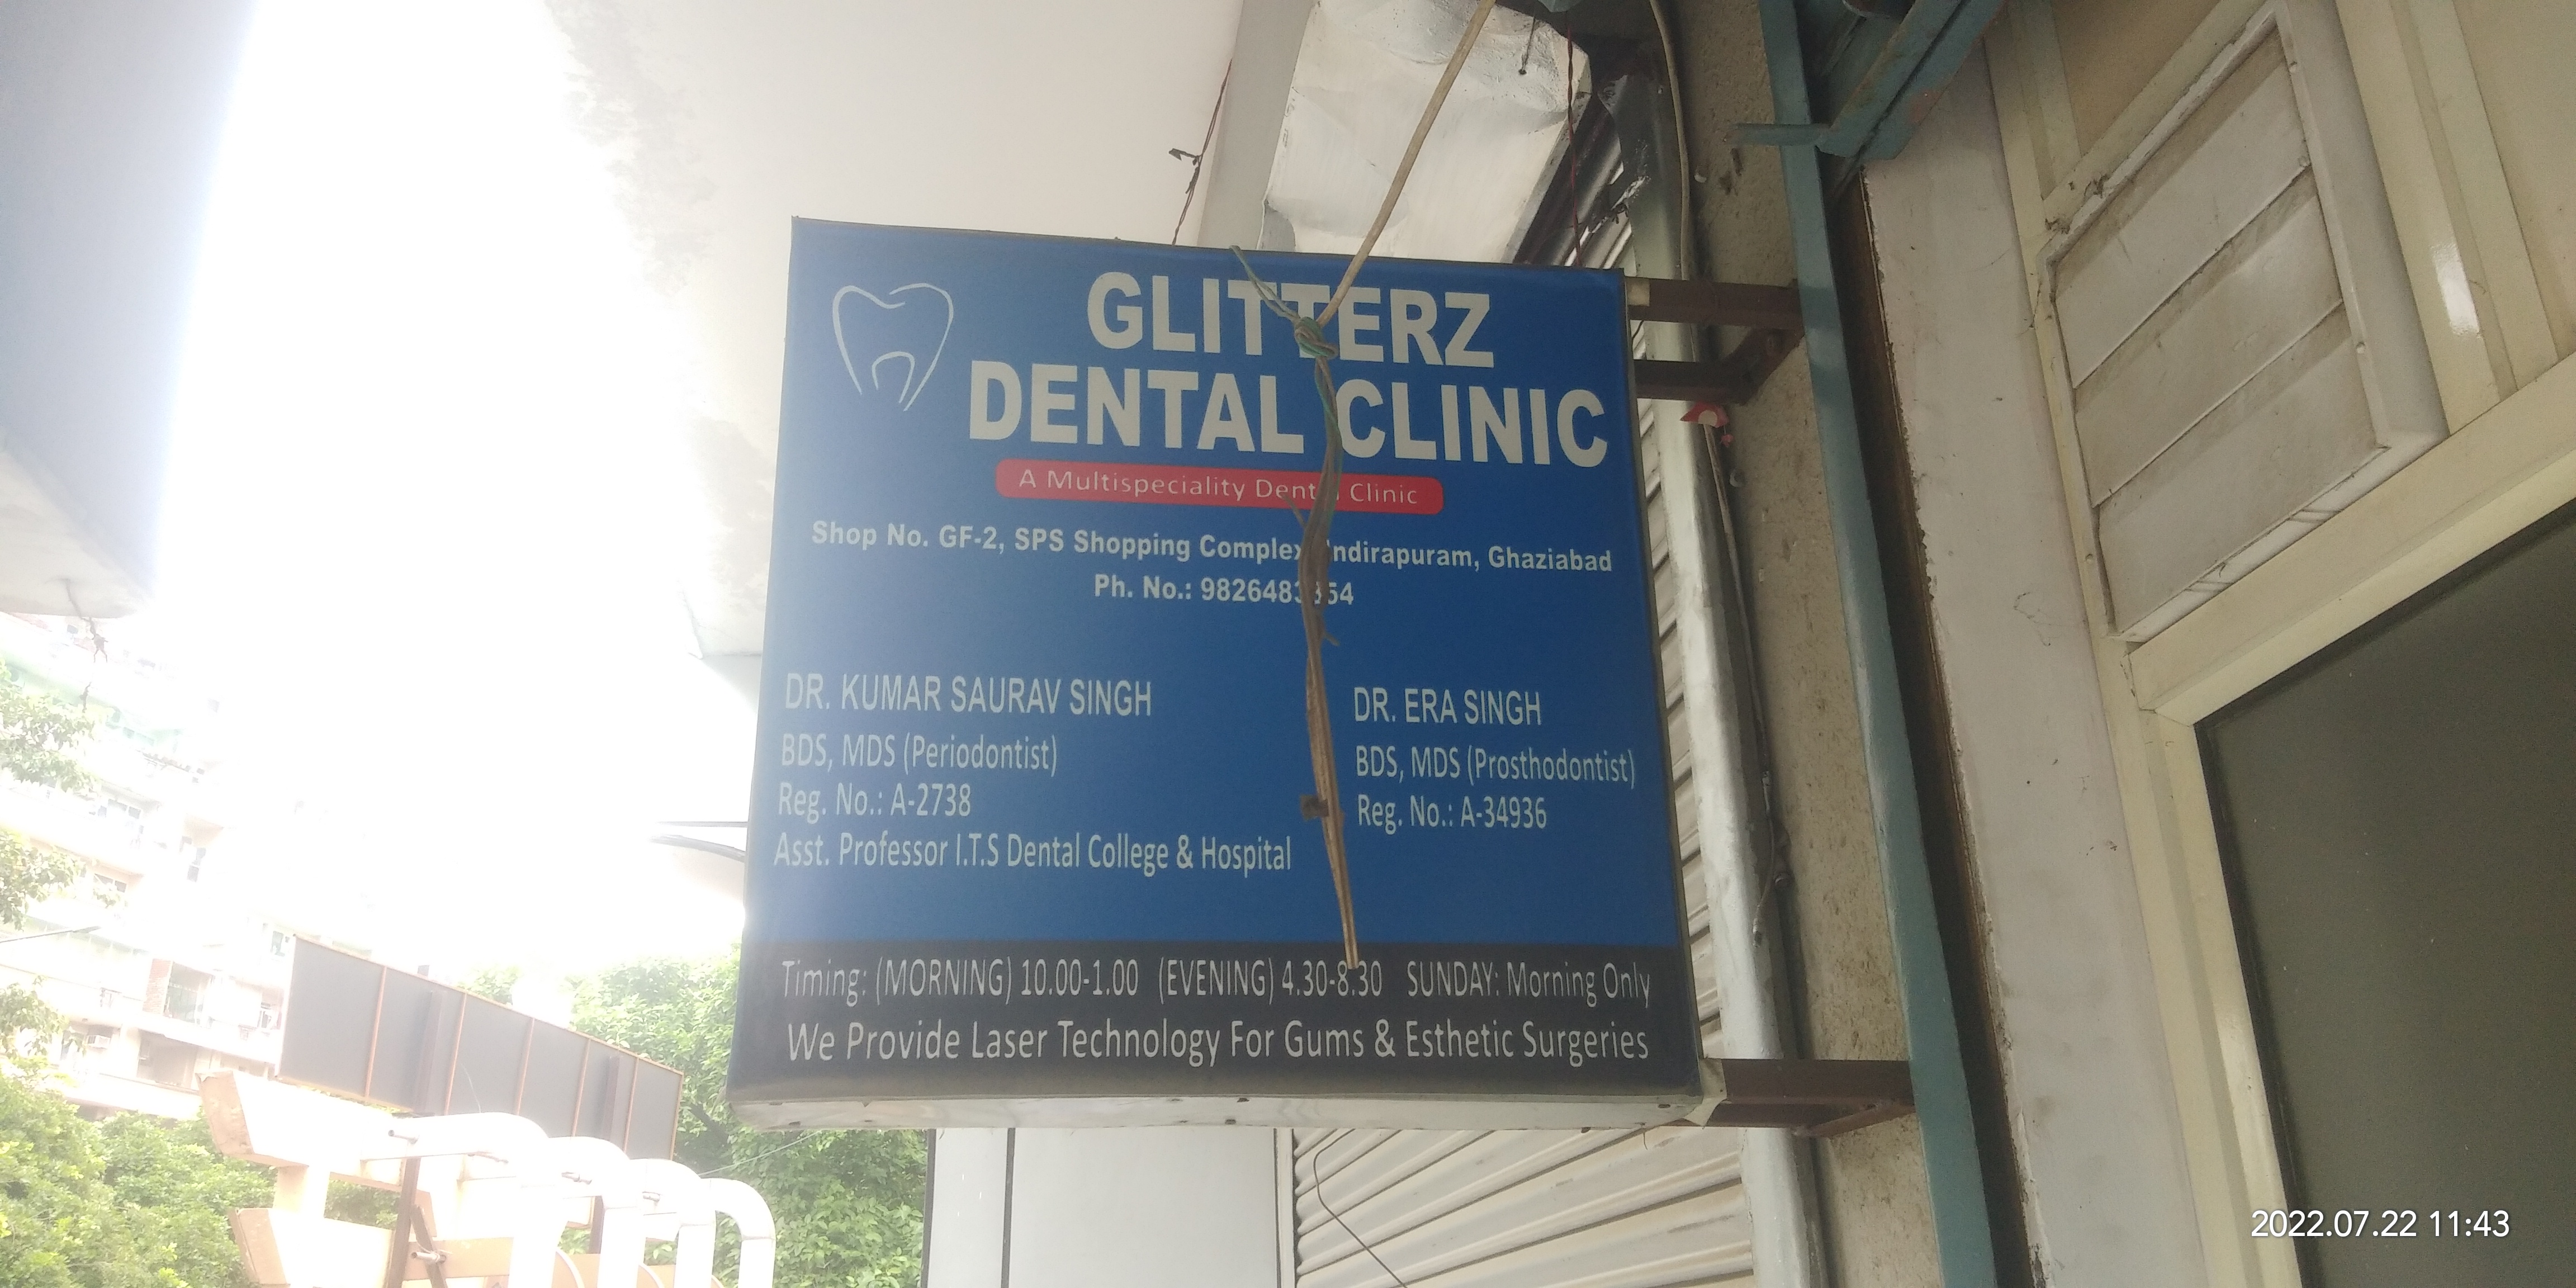 GLITTERZ
DENTAL CLINIC
A Multispeciality Dental Clinic
Shop No. GF-2, SPS Shopping Complex, Indirapuram, Ghaziabad
Ph. No.:
DR. KUMAR SAURAV SINGH
BDS, MDS (Periodontist)
Reg. No.: A-2738
Asst. Professor I.T.S Dental College & Hospital
DR. ERA SINGH
BDS, MDS (Prosthodontist)
Reg. No.: A-34936
Timing: (MORNING) 10.00-1.00 (EVENING) 4.30-8.30 SUNDAY: Morning Only
We Provide Laser Technology For Gums & Esthetic Surgeries
2022.07.22 11:43